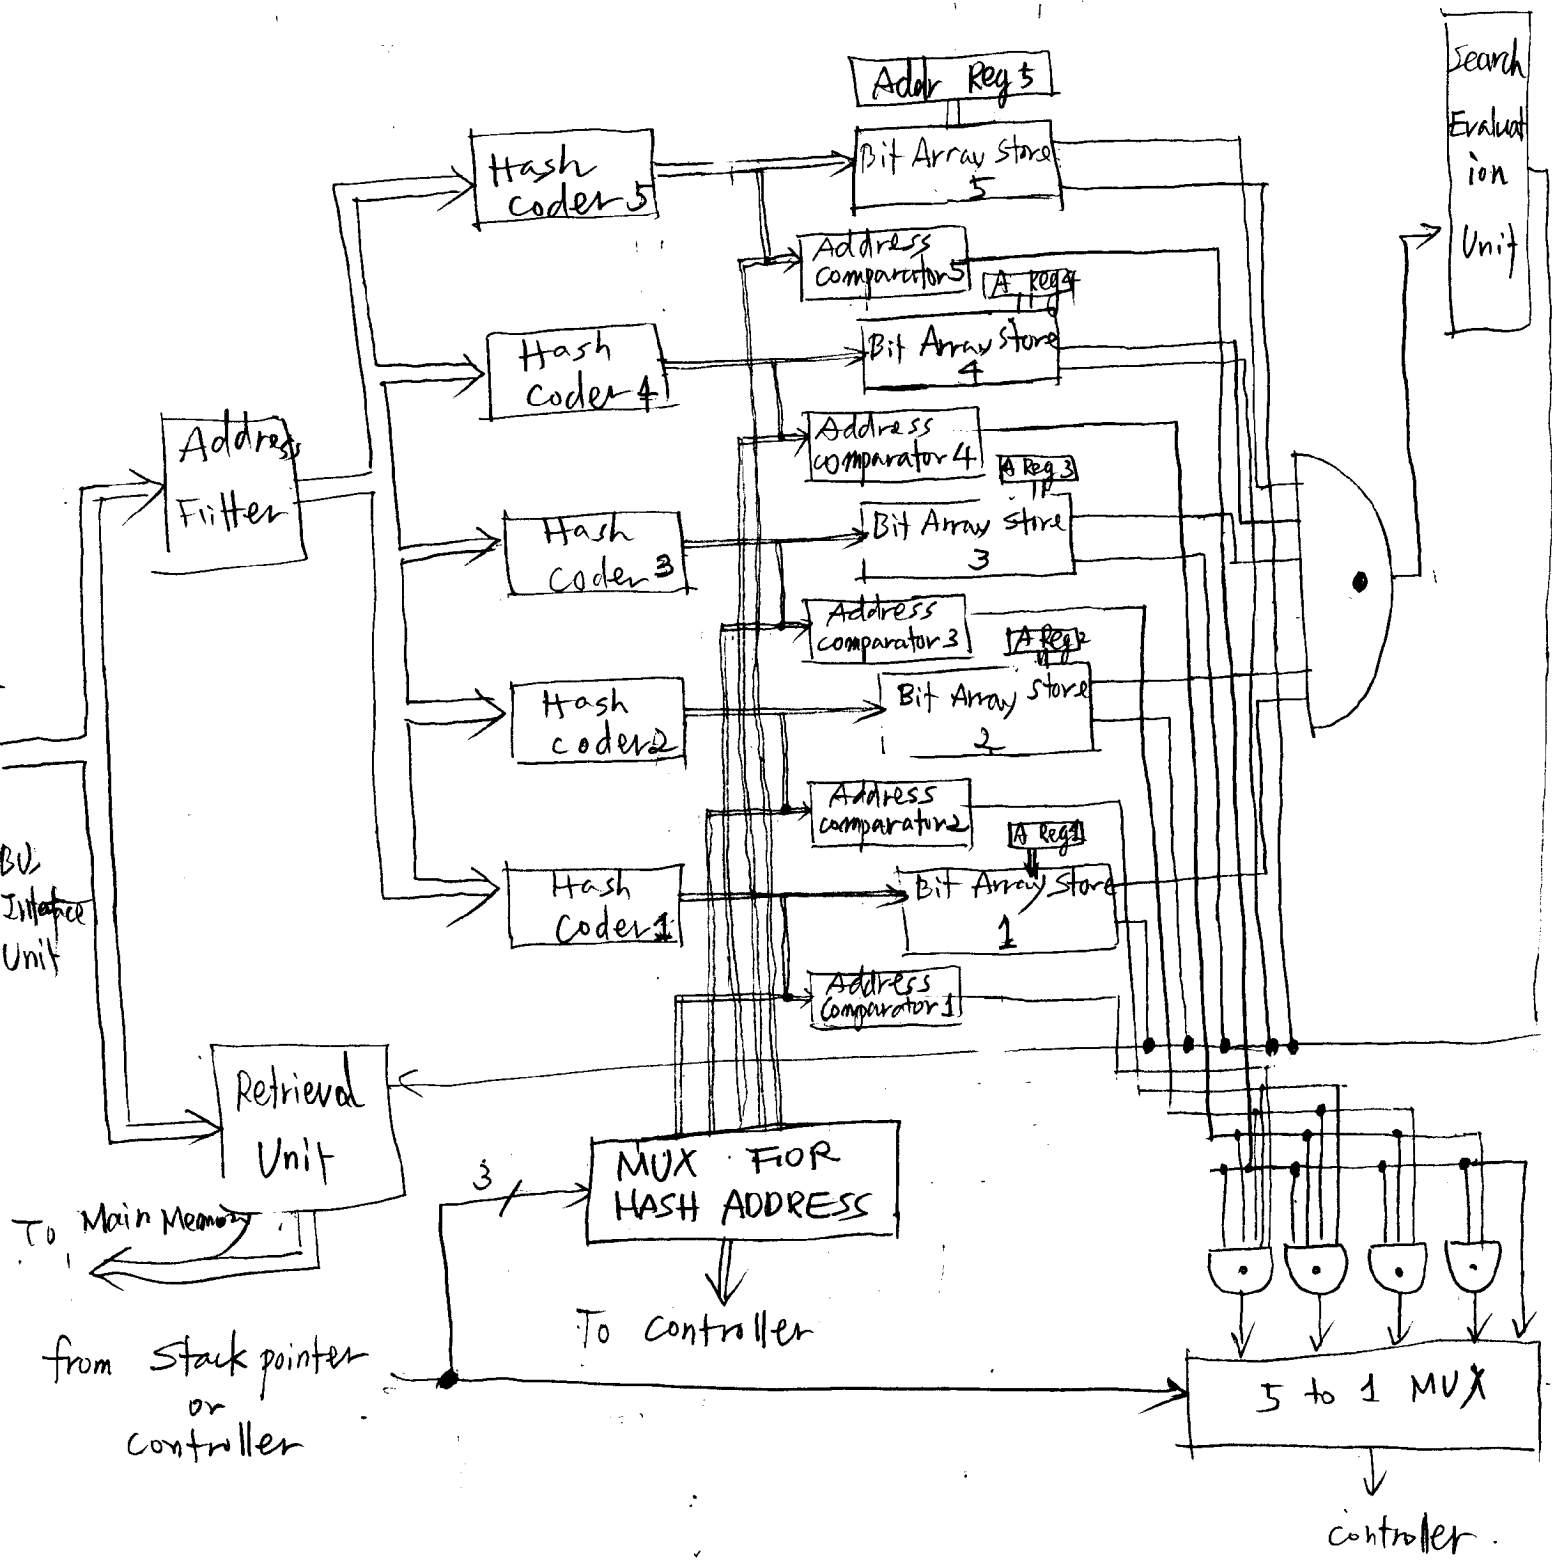 Addr Reg 5
Search
Evaluat
ion
Unit
Hash
coder 5
Bit Array Store
5
Address
comparator 5
A Reg 4
Hash
coder 4
Bit Array Store
4
Address
Fiitter
Address
comparator 4
A Reg 3
Hash
coder 3
Bit Array Store
3
Address
comparator 3
A Reg 2
Hash
coder 2
Bit Array Store
2
Address
comparator 2
A Reg 1
Hash
coder 1
Bit Array Store
1
Address
comparator 1
BUS
Interface
Unit
Retrieval
Unit
MUX FOR
HASH ADDRESS
3
To Main Memory
To controller
from Stack pointer
or
controller
5 to 1 MUX
controller.